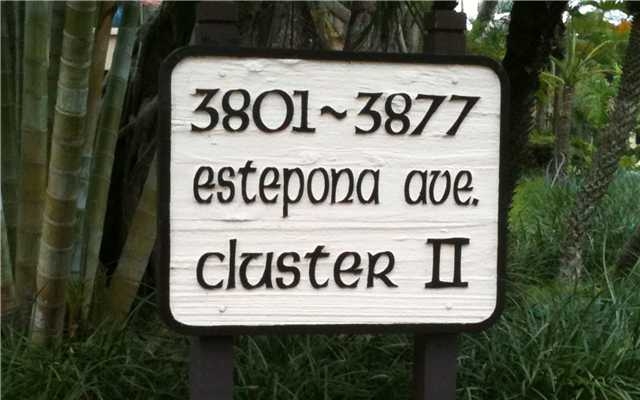 3801~3877
estepona ave.
cluster II